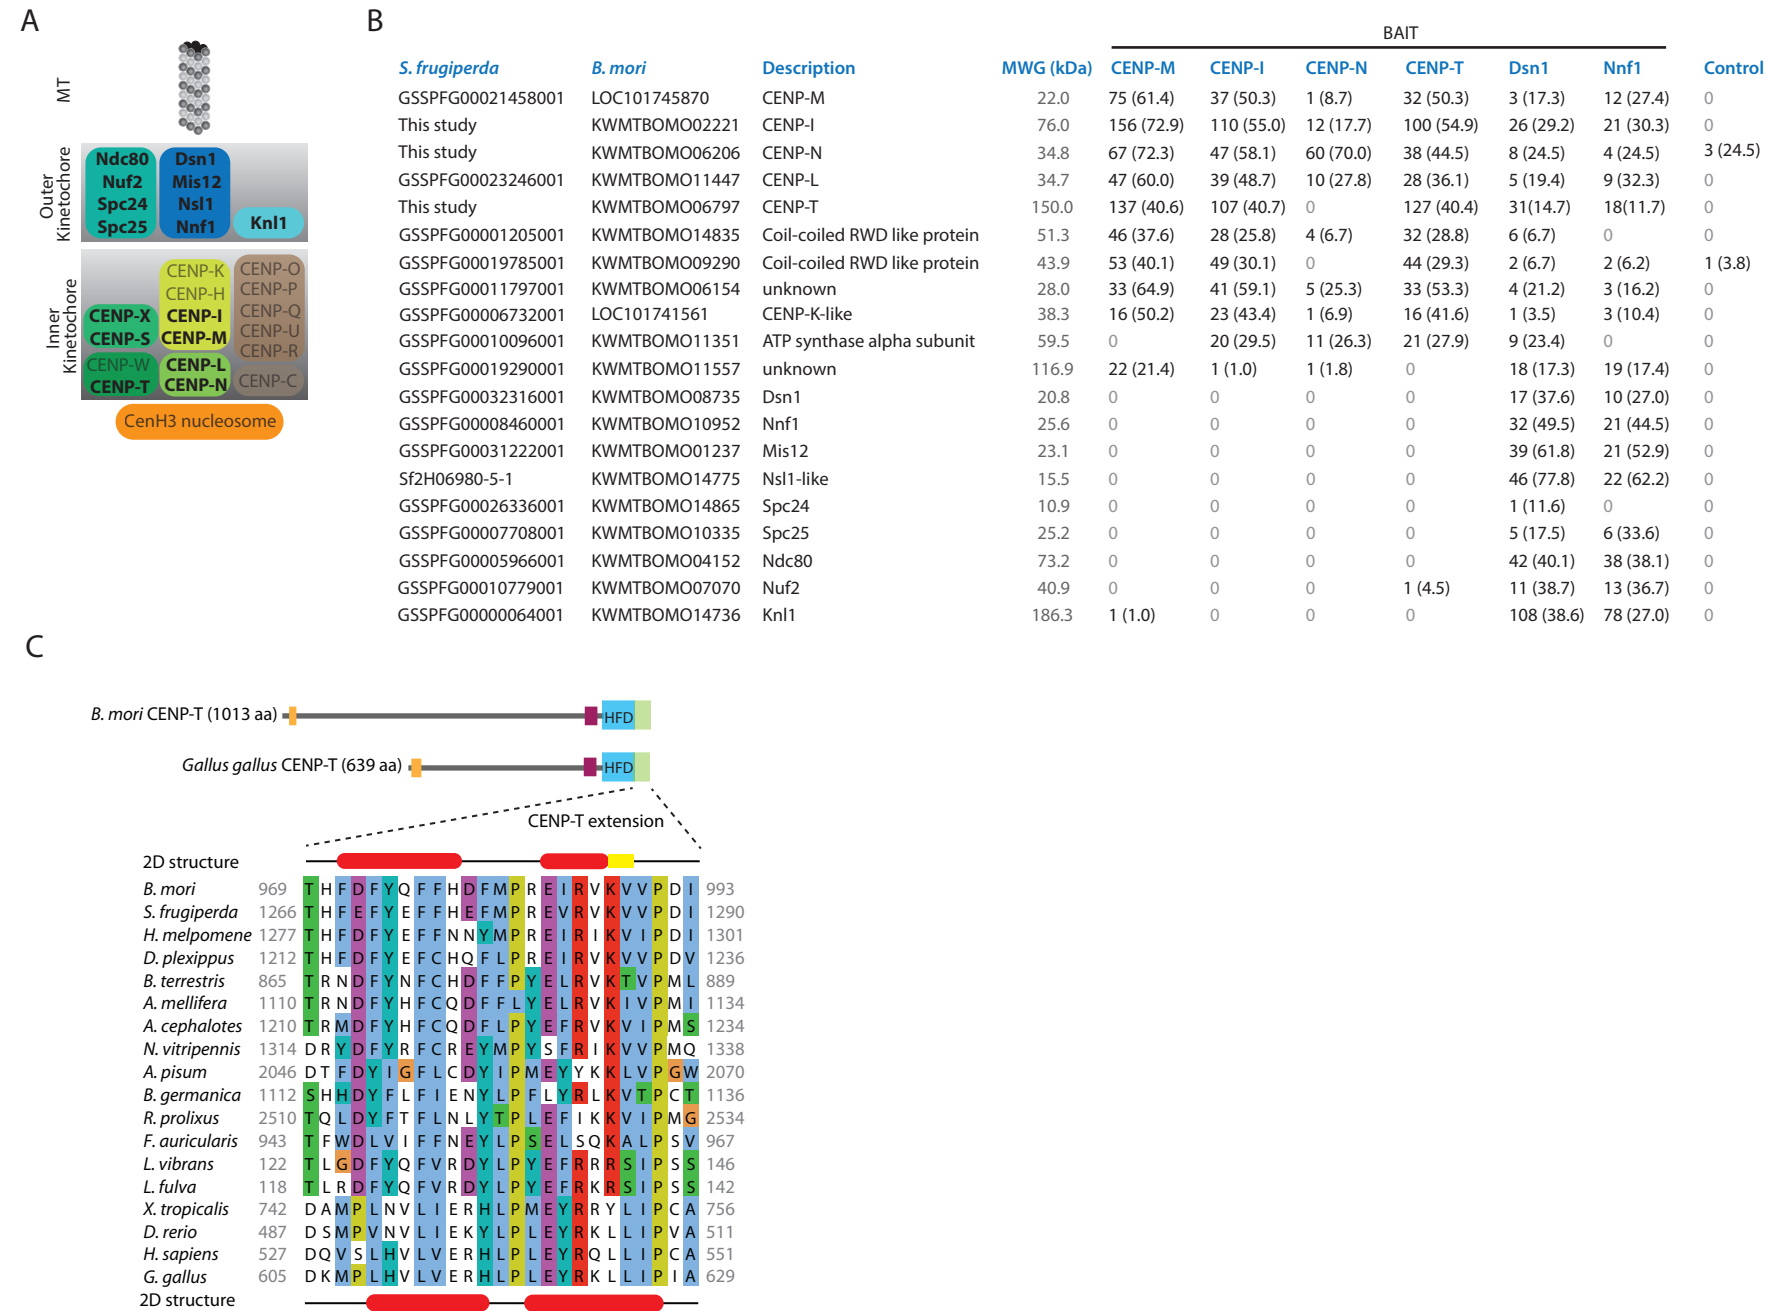 A
MT
Outer
Kinetochore
Ndc80
Nuf2
Spc24
Spc25
Dsn1
Mis12
Nsl1
Nnf1
Knl1
Inner
Kinetochore
CENP-X
CENP-S
CENP-W
CENP-T
CENP-K
CENP-H
CENP-I
CENP-M
CENP-L
CENP-N
CENP-O
CENP-P
CENP-Q
CENP-U
CENP-R
CENP-C
CenH3 nucleosome
B
BAIT
S. frugiperda B. mori Description MWG (kDa) CENP-M CENP-I CENP-N CENP-T Dsn1 Nnf1 Control
GSSPFG00021458001 LOC101745870 CENP-M 22.0 75 (61.4) 37 (50.3) 1 (8.7) 32 (50.3) 3 (17.3) 12 (27.4) 0
This study KWMTBOMO02221 CENP-I 76.0 156 (72.9) 110 (55.0) 12 (17.7) 100 (54.9) 26 (29.2) 21 (30.3) 0
This study KWMTBOMO06206 CENP-N 34.8 67 (72.3) 47 (58.1) 60 (70.0) 38 (44.5) 8 (24.5) 4 (24.5) 3 (24.5)
GSSPFG00023246001 KWMTBOMO11447 CENP-L 34.7 47 (60.0) 39 (48.7) 10 (27.8) 28 (36.1) 5 (19.4) 9 (32.3) 0
This study KWMTBOMO06797 CENP-T 150.0 137 (40.6) 107 (40.7) 0 127 (40.4) 31(14.7) 18(11.7) 0
GSSPFG00001205001 KWMTBOMO14835 Coil-coiled RWD like protein 51.3 46 (37.6) 28 (25.8) 4 (6.7) 32 (28.8) 6 (6.7) 0 0
GSSPFG00019785001 KWMTBOMO09290 Coil-coiled RWD like protein 43.9 53 (40.1) 49 (30.1) 0 44 (29.3) 2 (6.7) 2 (6.2) 1 (3.8)
GSSPFG00011797001 KWMTBOMO06154 unknown 28.0 33 (64.9) 41 (59.1) 5 (25.3) 33 (53.3) 4 (21.2) 3 (16.2) 0
GSSPFG00006732001 LOC101741561 CENP-K-like 38.3 16 (50.2) 23 (43.4) 1 (6.9) 16 (41.6) 1 (3.5) 3 (10.4) 0
GSSPFG00010096001 KWMTBOMO11351 ATP synthase alpha subunit 59.5 0 20 (29.5) 11 (26.3) 21 (27.9) 9 (23.4) 0 0
GSSPFG00019290001 KWMTBOMO11557 unknown 116.9 22 (21.4) 1 (1.0) 1 (1.8) 0 18 (17.3) 19 (17.4) 0
GSSPFG00032316001 KWMTBOMO08735 Dsn1 20.8 0 0 0 0 17 (37.6) 10 (27.0) 0
GSSPFG00008460001 KWMTBOMO10952 Nnf1 25.6 0 0 0 0 32 (49.5) 21 (44.5) 0
GSSPFG00031222001 KWMTBOMO01237 Mis12 23.1 0 0 0 0 39 (61.8) 21 (52.9) 0
Sf2H06980-5-1 KWMTBOMO14775 Nsl1-like 15.5 0 0 0 0 46 (77.8) 22 (62.2) 0
GSSPFG00026336001 KWMTBOMO14865 Spc24 10.9 0 0 0 0 1 (11.6) 0 0
GSSPFG00007708001 KWMTBOMO10335 Spc25 25.2 0 0 0 0 5 (17.5) 6 (33.6) 0
GSSPFG00005966001 KWMTBOMO04152 Ndc80 73.2 0 0 0 0 42 (40.1) 38 (38.1) 0
GSSPFG00010779001 KWMTBOMO07070 Nuf2 40.9 0 0 0 1 (4.5) 11 (38.7) 13 (36.7) 0
GSSPFG00000064001 KWMTBOMO14736 Knl1 186.3 1 (1.0) 0 0 0 108 (38.6) 78 (27.0) 0
C
B. mori CENP-T (1013 aa) HFD
Gallus gallus CENP-T (639 aa) HFD
CENP-T extension
2D structure
B. mori 969 THFDFYQFFHDFMPREIRVKVVPDI 993
S. frugiperda 1266 THFEFYEFFHEFMPREVRVKVVPDI 1290
H. melpomene 1277 THFDFYEFFNNYMPREIRIKVIPDI 1301
D. plexippus 1212 THFDFYEFCHQFLPREIRVKVVPDV 1236
B. terrestris 865 TRNDFYNFCHDFFPYELRVKTVPML 889
A. mellifera 1110 TRNDFYHFCQDFFLYELRVKIVPMI 1134
A. cephalotes 1210 TRMDFYHFCQDFLPYEFRVKVIPMS 1234
N. vitripennis 1314 DRYDFYRFCREYMPYSFRIKVVPMQ 1338
A. pisum 2046 DTFDYIGFLCDYIPMEYYKKLVPGW 2070
B. germanica 1112 SHHDYFLFIENYLPFLYRLKVTPCT 1136
R. prolixus 2510 TQLDYFTFLNLYTPLEFIKKVIPMG 2534
F. auricularis 943 TFWDLVIFFNEYLPSELSQKALPSV 967
L. vibrans 122 TLGDFYQFVRDYLPYEFRRRSIPSS 146
L. fulva 118 TLRDFYQFVRDYLPYEFRKRSIPSS 142
X. tropicalis 742 DAMPLNVLIERHLPMEYRRYLIPCA 756
D. rerio 487 DSMPVNVLIEKYLPLEYRKLLIPVA 511
H. sapiens 527 DQVSLHVLVERHLPLEYRQLLIPCA 551
G. gallus 605 DKMPLHVLVERHLPLEYRKLLIPIA 629
2D structure